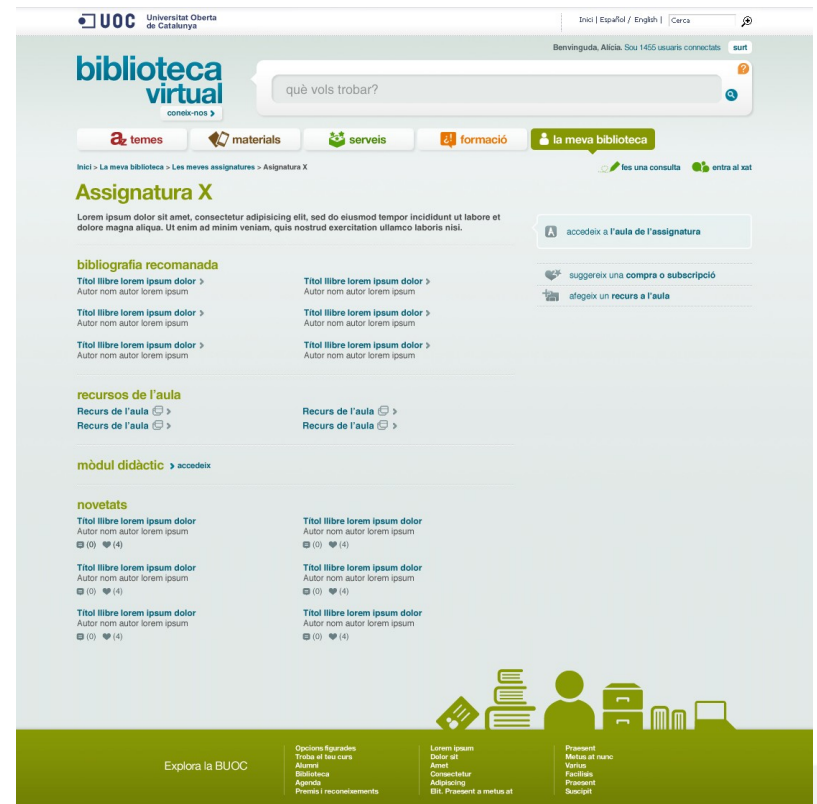 UOC Universitat Oberta
de Catalunya
Inici | Español / English | Cerca
Benvinguda, Alícia. Sou 1455 usuaris connectats surt
biblioteca
virtual
coneix-nos >
què vols trobar?
?
az temes
materials
serveis
¿! formació
la meva biblioteca
Inici > La meva biblioteca > Les meves assignatures > Asignatura X
fes una consulta
entra al xat
Assignatura X
Lorem ipsum dolor sit amet, consectetur adipisicing elit, sed do eiusmod tempor incididunt ut labore et
dolore magna aliqua. Ut enim ad minim veniam, quis nostrud exercitation ullamco laboris nisi.
A accedeix a l'aula de l'assignatura
suggereix una compra o subscripció
afegeix un recurs a l'aula
bibliografia recomanada
Títol llibre lorem ipsum dolor > Títol llibre lorem ipsum dolor >
Autor nom autor lorem ipsum Autor nom autor lorem ipsum
Títol llibre lorem ipsum dolor > Títol llibre lorem ipsum dolor >
Autor nom autor lorem ipsum Autor nom autor lorem ipsum
Títol llibre lorem ipsum dolor > Títol llibre lorem ipsum dolor >
Autor nom autor lorem ipsum Autor nom autor lorem ipsum
recursos de l'aula
Recurs de l'aula > Recurs de l'aula >
Recurs de l'aula > Recurs de l'aula >
mòdul didàctic > accedeix
novetats
Títol llibre lorem ipsum dolor Títol llibre lorem ipsum dolor
Autor nom autor lorem ipsum Autor nom autor lorem ipsum
(0) (4) (0) (4)
Títol llibre lorem ipsum dolor Títol llibre lorem ipsum dolor
Autor nom autor lorem ipsum Autor nom autor lorem ipsum
(0) (4) (0) (4)
Títol llibre lorem ipsum dolor Títol llibre lorem ipsum dolor
Autor nom autor lorem ipsum Autor nom autor lorem ipsum
(0) (4) (0) (4)
Explora la BUOC
Opcions figurades
Troba el teu curs
Alumni
Biblioteca
Agenda
Premis i reconeixements
Lorem ipsum
Dolor sit
Amet
Consectetur
Adipiscing
Elit. Praesent a metus at
Praesent
Metus at nunc
Varius
Facilisis
Praesent
Suscipit